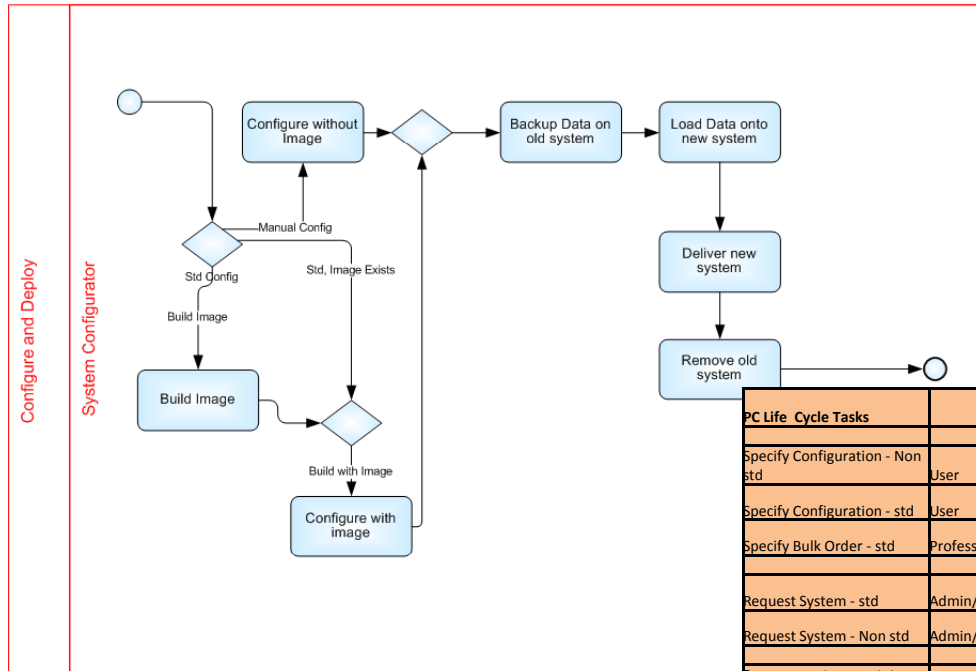 Configure and Deploy
System Configurator
Configure without
Image
Backup Data on
old system
Load Data onto
new system
Manual Config
Std Config
Std, Image Exists
Deliver new
system
Build Image
Build Image
Remove old
system
Build with Image
Configure with
image
PC Life Cycle Tasks
Specify Configuration - Non
std User
Specify Configuration - std User
Specify Bulk Order - std Profess
Request System - std Admin/
Request System - Non std Admin/